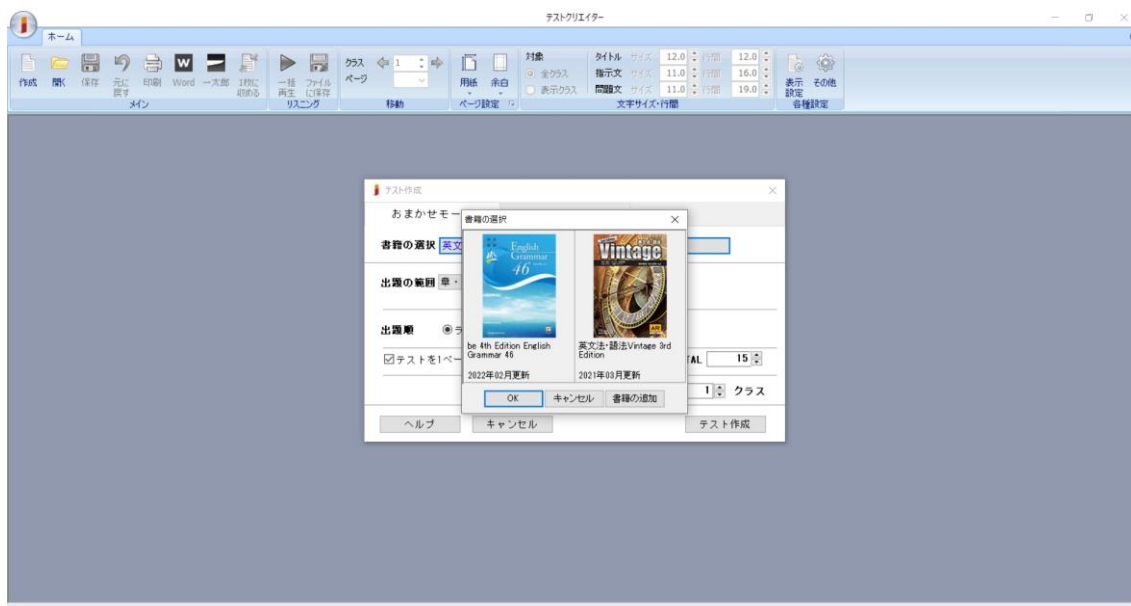 テストクリエイター
ホーム
作成 開く 保存 元に戻す 印刷 Word 一太郎 1枚に収める
メイン
一括再生 ファイルに保存
リスニング
クラス 1
ページ
移動
用紙 余白
ページ設定
対象
全クラス
表示クラス
タイトル サイズ 12.0 行間 12.0
指示文 サイズ 11.0 行間 16.0
問題文 サイズ 11.0 行間 19.0
文字サイズ・行間
表示設定 その他
各種設定
テスト作成
おまかせモー
書籍の選択 英文
出題の範囲 章・
出題順
テストを1ペー
TAL 15
1 クラス
ヘルプ キャンセル テスト作成
書籍の選択
English Grammar 46
Vintage
be 4th Edition English Grammar 46
2022年02月更新
英文法・語法Vintage 3rd Edition
2021年03月更新
OK キャンセル 書籍の追加